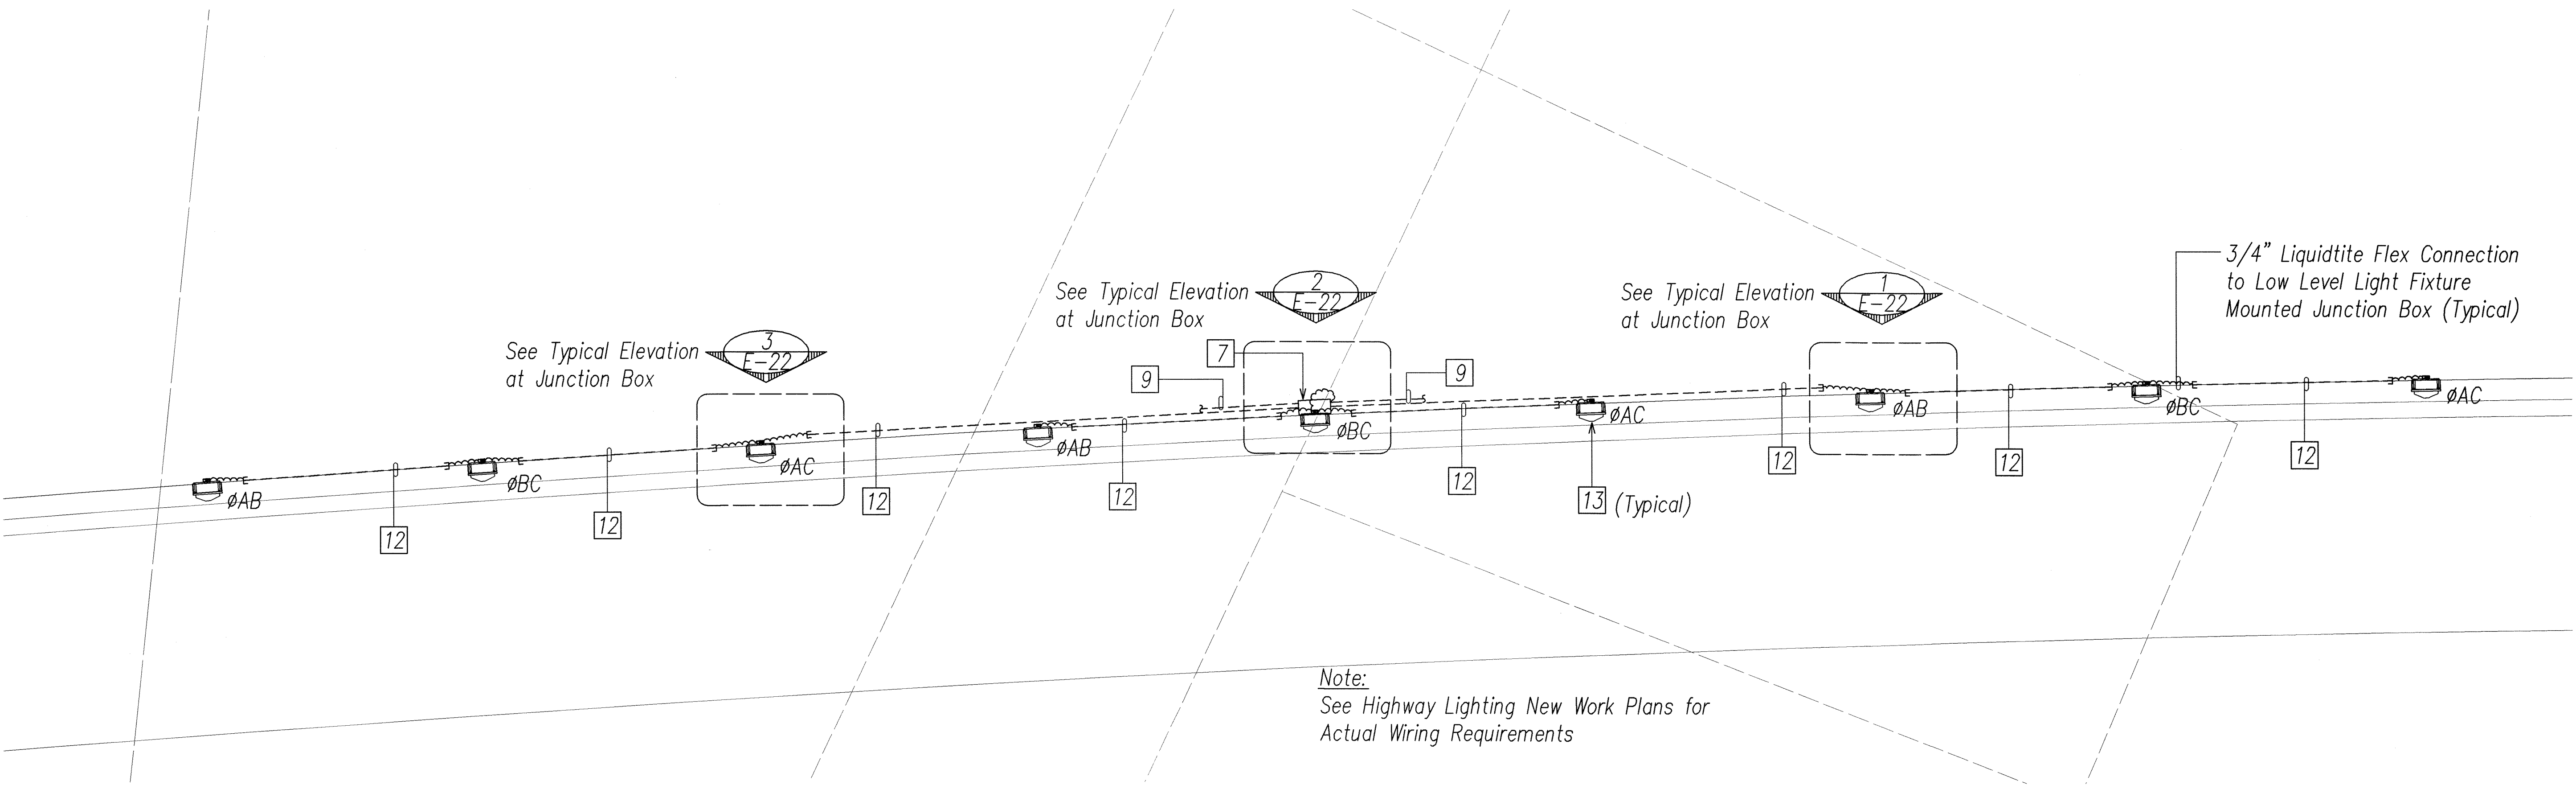 3/4" Liquidtite Flex Connection
to Low Level Light Fixture
Mounted Junction Box (Typical)
See Typical Elevation
at Junction Box
3
E-22
See Typical Elevation
at Junction Box
2
E-22
See Typical Elevation
at Junction Box
1
E-22
7
9
9
øAB
øBC
øAC
øAB
øBC
øAC
øAB
øBC
øAC
12
12
12
12
12
12
12
12
13 (Typical)
Note:
See Highway Lighting New Work Plans for
Actual Wiring Requirements